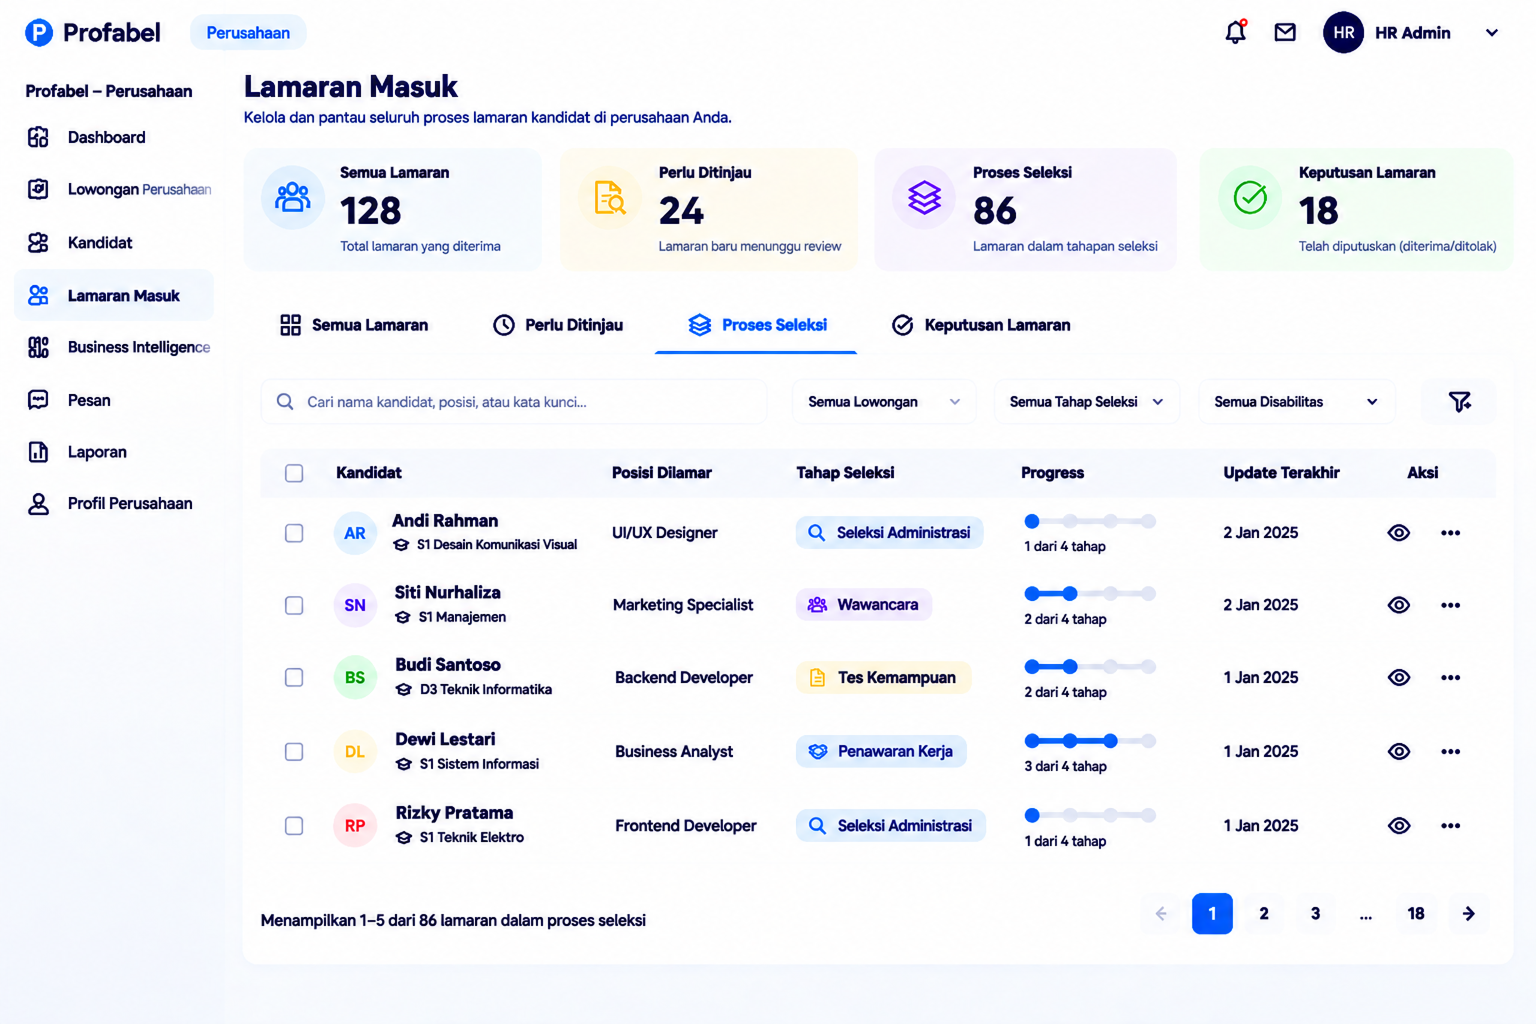 Profabel
Perusahaan
HR
HR Admin
Profabel – Perusahaan
Dashboard
Lowongan Perusahaan
Kandidat
Lamaran Masuk
Business Intelligence
Pesan
Laporan
Profil Perusahaan
Lamaran Masuk
Kelola dan pantau seluruh proses lamaran kandidat di perusahaan Anda.
Semua Lamaran
128
Total lamaran yang diterima
Perlu Ditinjau
24
Lamaran baru menunggu review
Proses Seleksi
86
Lamaran dalam tahapan seleksi
Keputusan Lamaran
18
Telah diputuskan (diterima/ditolak)
Semua Lamaran
Perlu Ditinjau
Proses Seleksi
Keputusan Lamaran
Cari nama kandidat, posisi, atau kata kunci...
Semua Lowongan
Semua Tahap Seleksi
Semua Disabilitas
Kandidat Posisi Dilamar Tahap Seleksi Progress Update Terakhir Aksi
AR
Andi Rahman
S1 Desain Komunikasi Visual
UI/UX Designer
Seleksi Administrasi
1 dari 4 tahap
2 Jan 2025
SN
Siti Nurhaliza
S1 Manajemen
Marketing Specialist
Wawancara
2 dari 4 tahap
2 Jan 2025
BS
Budi Santoso
D3 Teknik Informatika
Backend Developer
Tes Kemampuan
2 dari 4 tahap
1 Jan 2025
DL
Dewi Lestari
S1 Sistem Informasi
Business Analyst
Penawaran Kerja
3 dari 4 tahap
1 Jan 2025
RP
Rizky Pratama
S1 Teknik Elektro
Frontend Developer
Seleksi Administrasi
1 dari 4 tahap
1 Jan 2025
Menampilkan 1–5 dari 86 lamaran dalam proses seleksi
1 2 3 ... 18